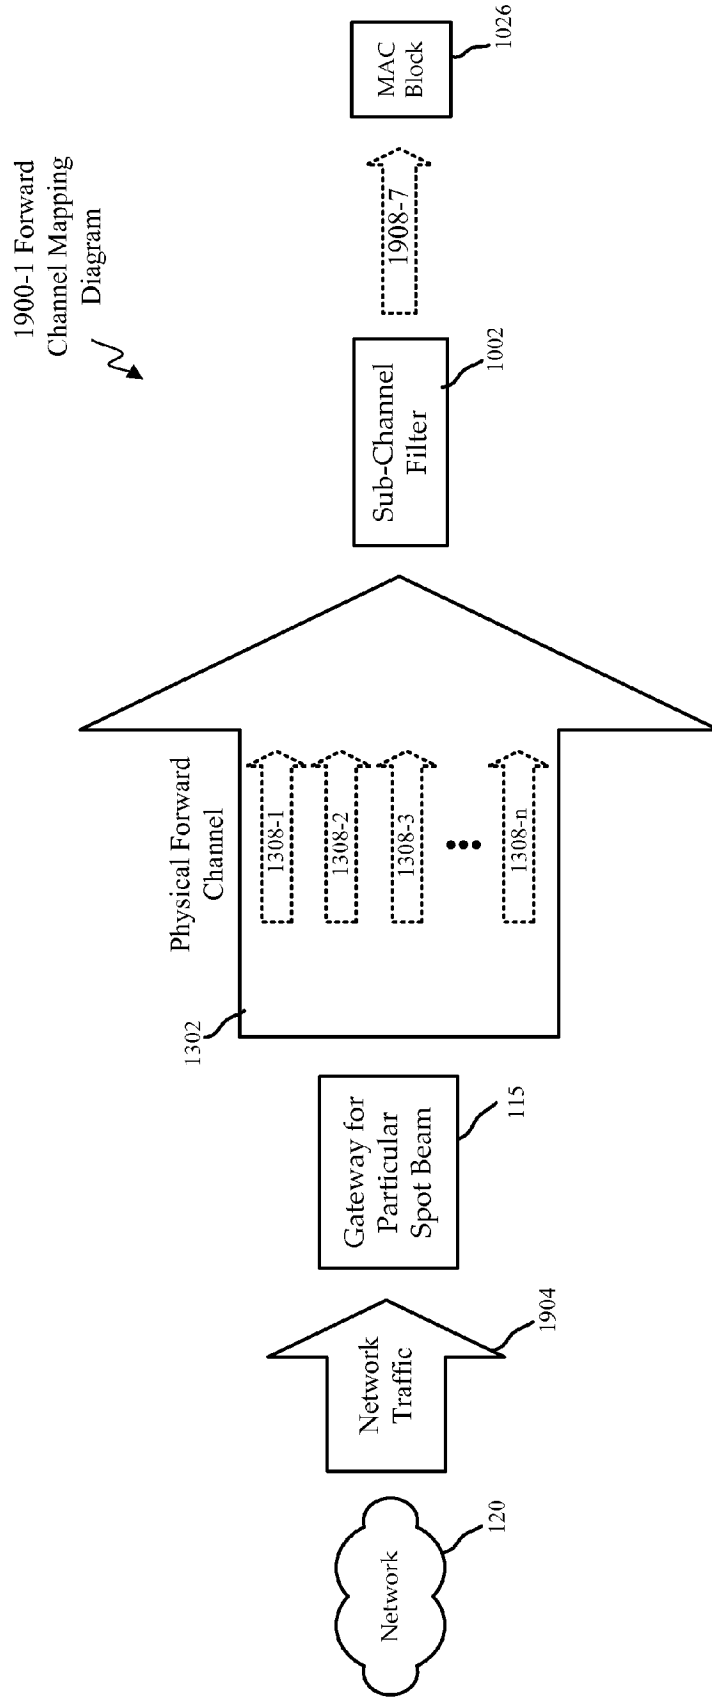 1900-1 Forward
Channel Mapping
Diagram
Network
120
Network
Traffic
1904
Gateway for
Particular
Spot Beam
115
1302
Physical Forward
Channel
1308-1
1308-2
1308-3
1308-n
Sub-Channel
Filter
1002
1908-7
MAC
Block
1026